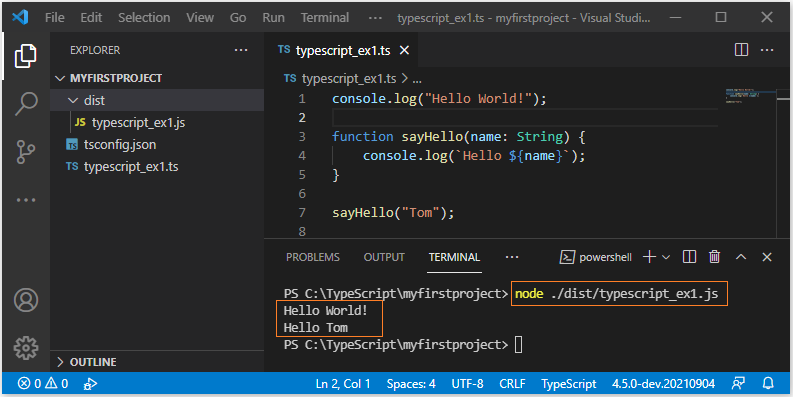 File Edit Selection View Go Run Terminal ··· typescript_ex1.ts - myfirstproject - Visual Studi...
EXPLORER ···
MYFIRSTPROJECT
dist
JS typescript_ex1.js
TS tsconfig.json
TS typescript_ex1.ts
OUTLINE
TS typescript_ex1.ts ···
TS typescript_ex1.ts > ...
1 console.log("Hello World!");
2
3 function sayHello(name: String) {
4 console.log(`Hello ${name}`);
5 }
6
7 sayHello("Tom");
8
PROBLEMS OUTPUT TERMINAL ··· powershell
PS C:\TypeScript\myfirstproject> node ./dist/typescript_ex1.js
Hello World!
Hello Tom
PS C:\TypeScript\myfirstproject>
0 0 Ln 2, Col 1 Spaces: 4 UTF-8 CRLF TypeScript 4.5.0-dev.20210904